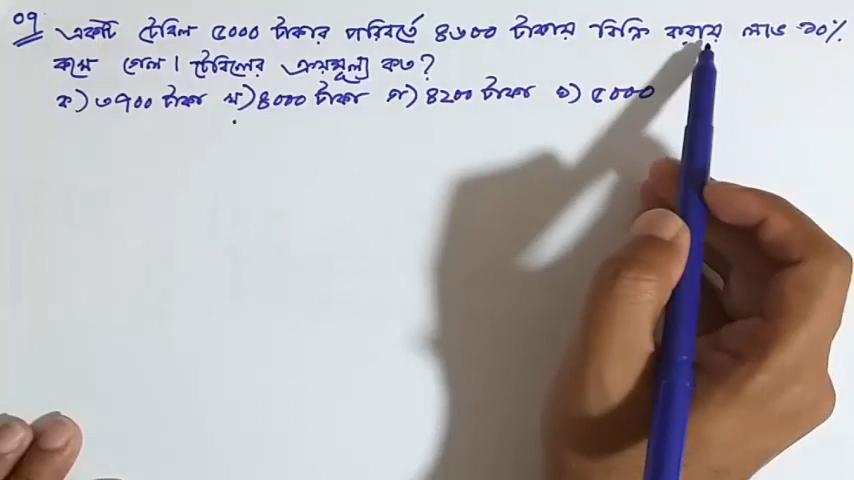 ০৭ একটি টেবিল ৫০০০ টাকার পরিবর্তে ৪৬০০ টাকায় বিক্রি করায় লাভ ১০%
কমে গেল। টেবিলের ক্রয়মূল্য কত?
ক) ৩৭০০ টাকা খ) ৪০০০ টাকা গ) ৪২০০ টাকা ঘ) ৫০০০